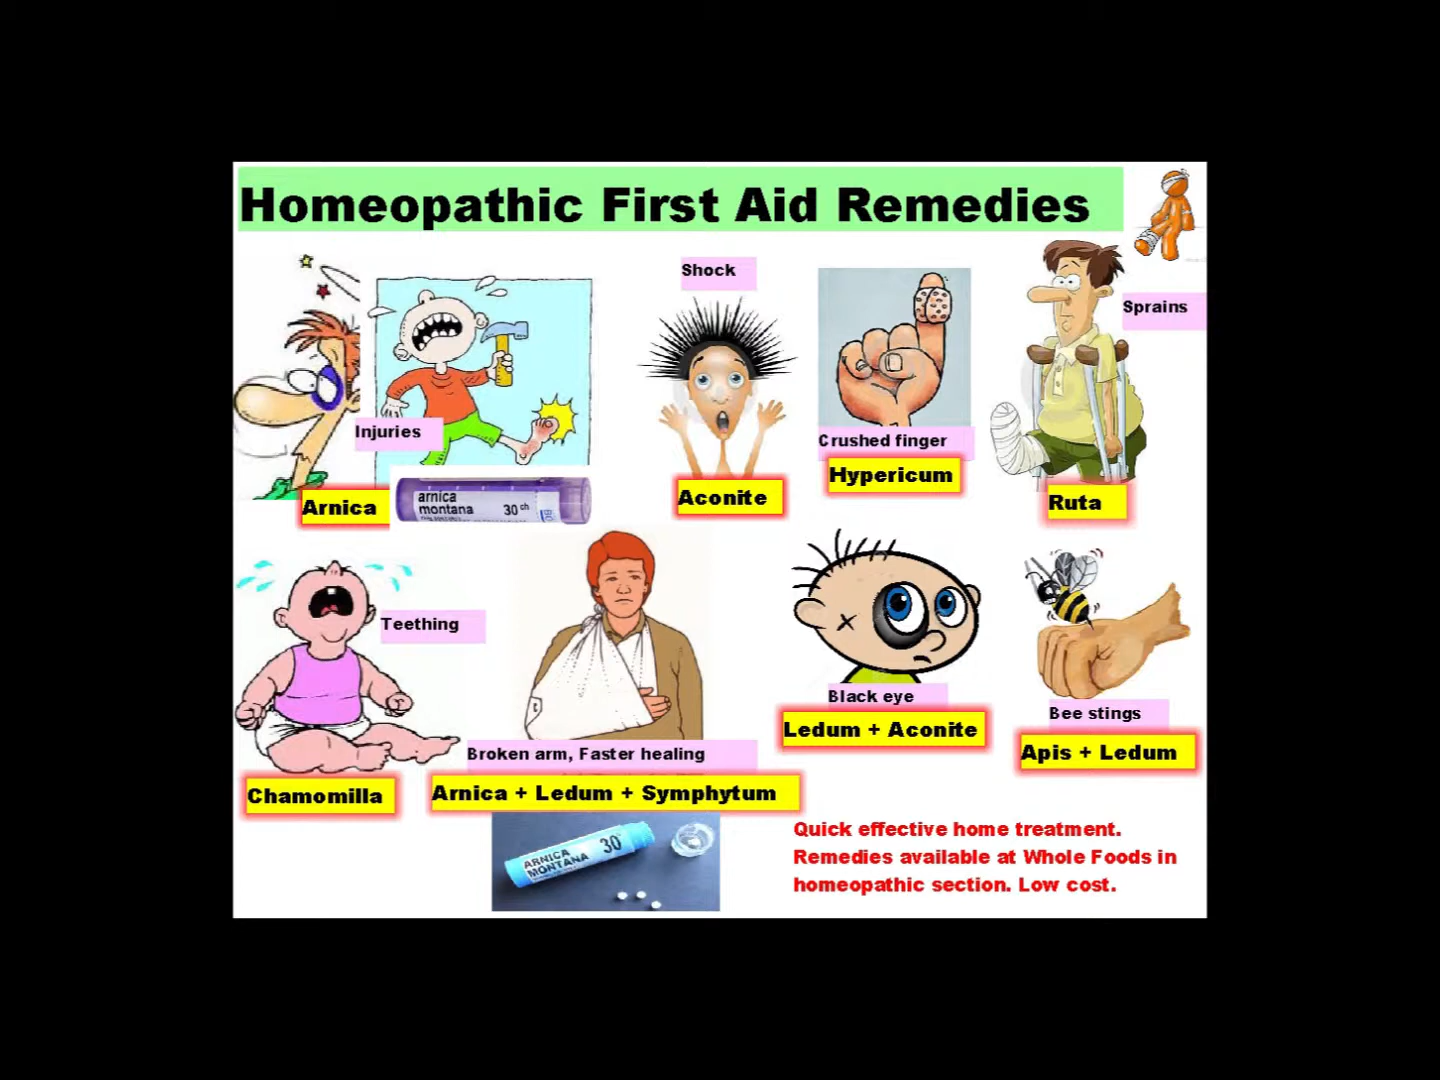 Homeopathic First Aid Remedies
Injuries
Arnica
arnica
montana 30 ch
Shock
Aconite
Crushed finger
Hypericum
Sprains
Ruta
Teething
Chamomilla
Broken arm, Faster healing
Arnica + Ledum + Symphytum
ARNICA
MONTANA 30
Black eye
Ledum + Aconite
Bee stings
Apis + Ledum
Quick effective home treatment.
Remedies available at Whole Foods in
homeopathic section. Low cost.